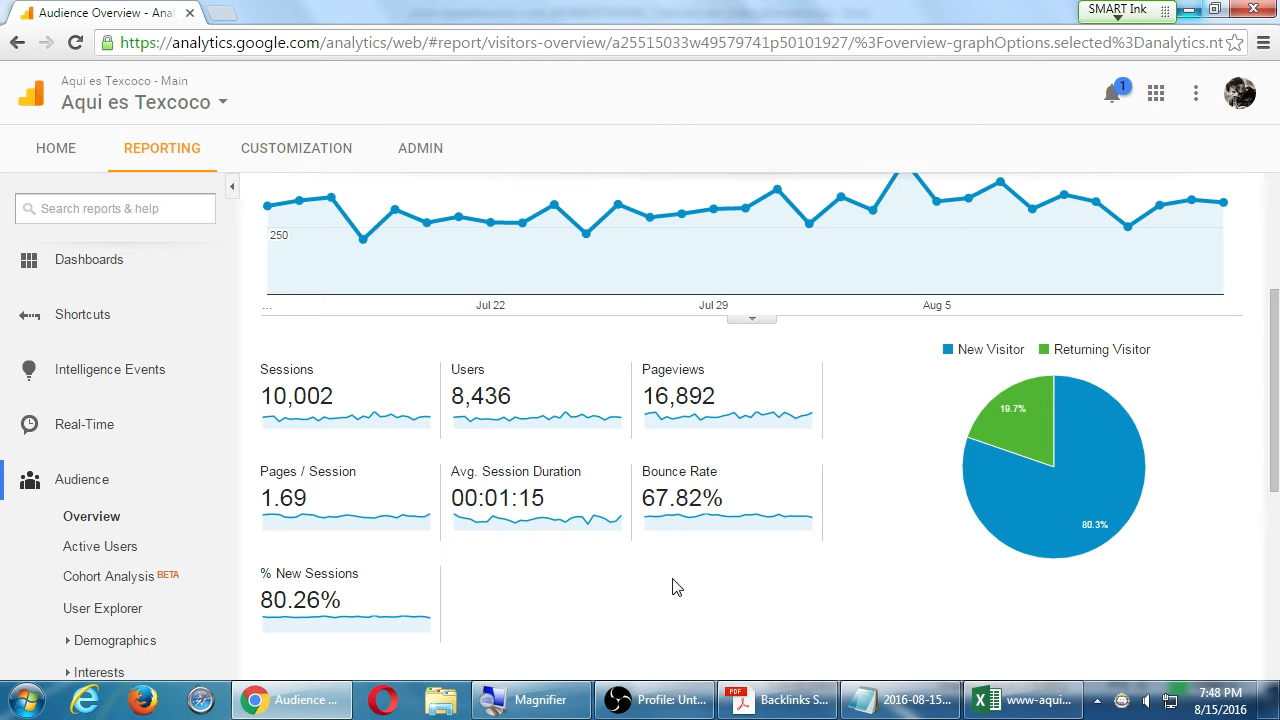 Audience Overview - Anal
SMART Ink
https://analytics.google.com/analytics/web/#report/visitors-overview/a25515033w49579741p50101927/%3Foverview-graphOptions.selected%3Danalytics.nt
Aqui es Texcoco - Main
Aqui es Texcoco
1
HOME REPORTING CUSTOMIZATION ADMIN
Search reports & help
Dashboards
Shortcuts
Intelligence Events
Real-Time
Audience
Overview
Active Users
Cohort Analysis BETA
User Explorer
Demographics
Interests
250
... Jul 22 Jul 29 Aug 5
New Visitor Returning Visitor
Sessions
10,002
Users
8,436
Pageviews
16,892
Pages / Session
1.69
Avg. Session Duration
00:01:15
Bounce Rate
67.82%
% New Sessions
80.26%
19.7%
80.3%
Audience ...
Magnifier
Profile: Unt...
PDF
Backlinks S...
2016-08-15...
www-aqui...
7:48 PM
8/15/2016